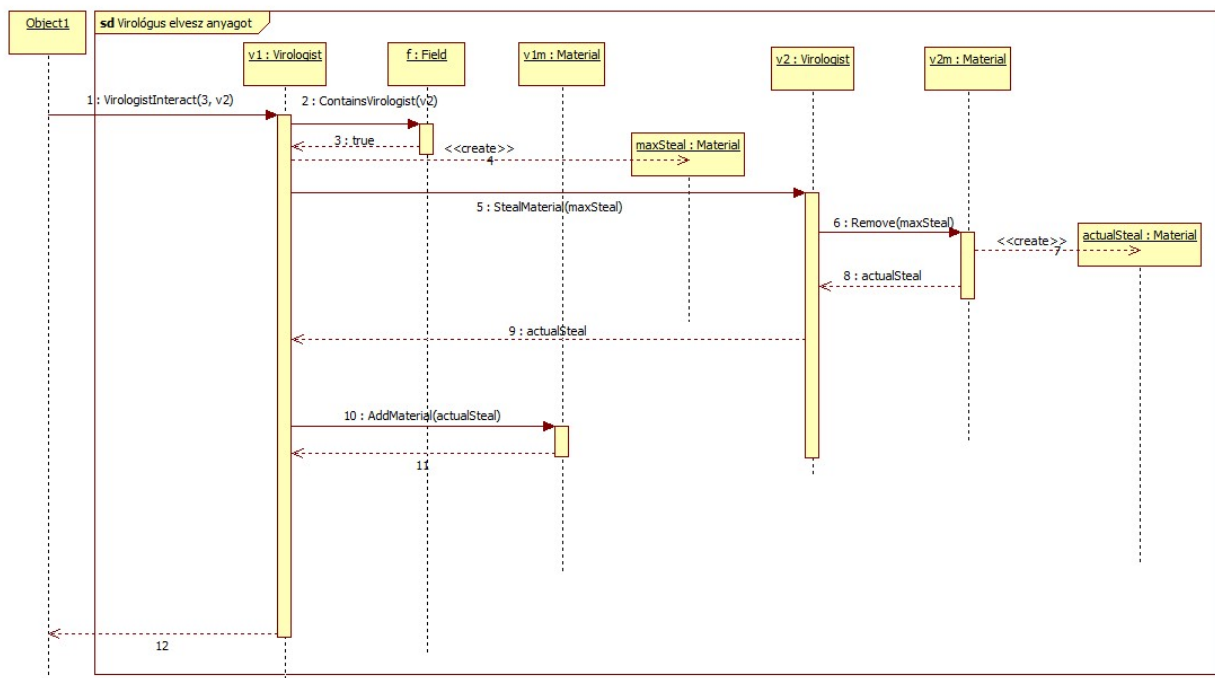 Object1
sd Virológus elvesz anyagot
v1 : Virologist
f : Field
v1m : Material
v2 : Virologist
v2m : Material
1 : VirologistInteract(3, v2)
2 : ContainsVirologist(v2)
3 : true
<<create>>
4
maxSteal : Material
5 : StealMaterial(maxSteal)
6 : Remove(maxSteal)
<<create>>
7
actualSteal : Material
8 : actualSteal
9 : actualSteal
10 : AddMaterial(actualSteal)
11
12